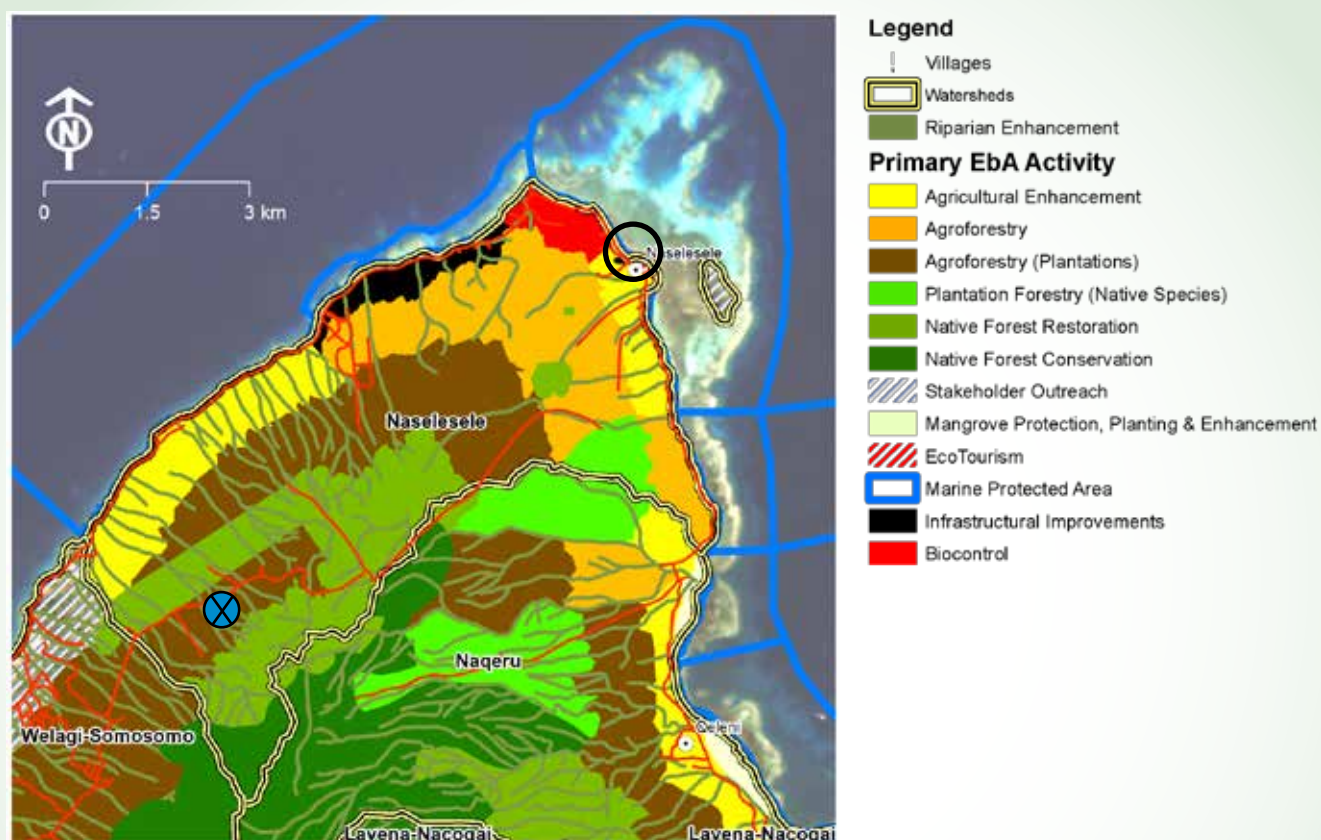 N
0 1.5 3 km
Naselesele
Naselesele
Naqeru
Qeleni
Welagi-Somosomo
Lavena-Nacogai
Lavena-Nacogai
Legend
Villages
Watersheds
Riparian Enhancement
Primary EbA Activity
Agricultural Enhancement
Agroforestry
Agroforestry (Plantations)
Plantation Forestry (Native Species)
Native Forest Restoration
Native Forest Conservation
Stakeholder Outreach
Mangrove Protection, Planting & Enhancement
EcoTourism
Marine Protected Area
Infrastructural Improvements
Biocontrol